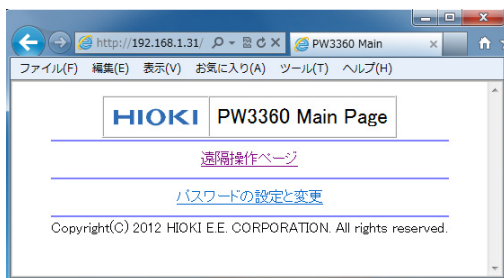 http://192.168.1.31/
PW3360 Main
ファイル(F) 編集(E) 表示(V) お気に入り(A) ツール(T) ヘルプ(H)
HIOKI PW3360 Main Page
遠隔操作ページ
パスワードの設定と変更
Copyright(C) 2012 HIOKI E.E. CORPORATION. All rights reserved.